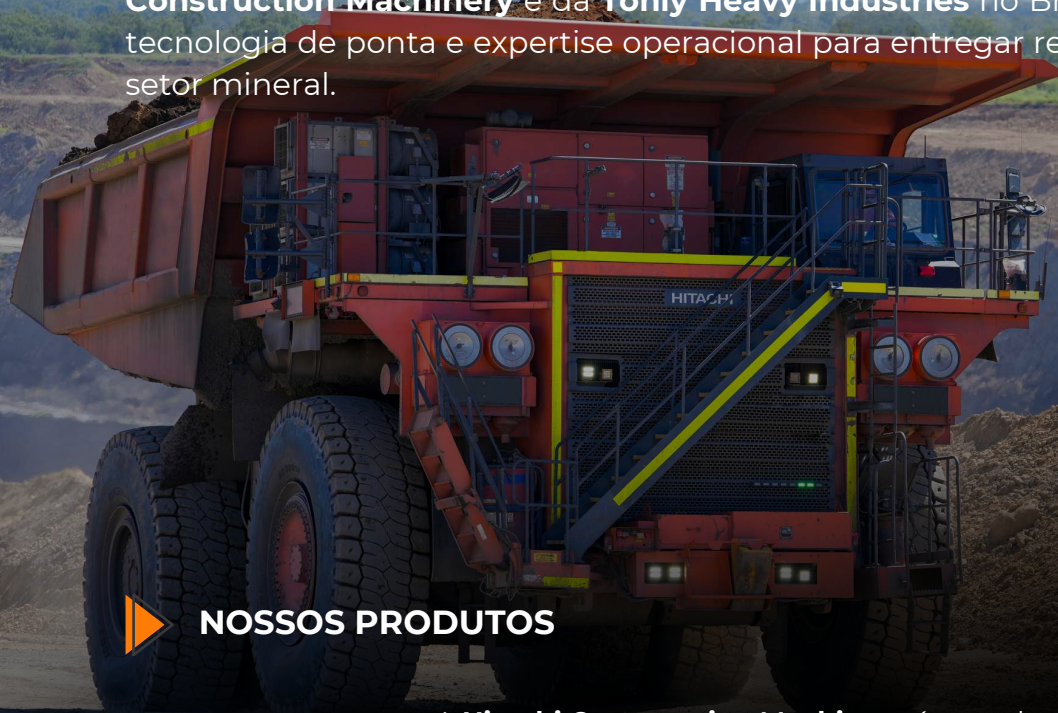 Construction Machinery e da Tonly Heavy Industries no
tecnologia de ponta e expertise operacional para entregar
setor mineral.
HITACHI
NOSSOS PRODUTOS